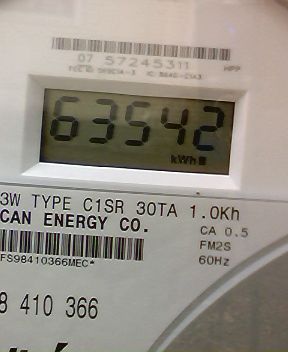 07 57245311
HPP
63542
kWh
3W TYPE C1SR 30TA 1.0Kh
CAN ENERGY CO.
CA 0.5
FM2S
60Hz
FS98410366MEC*
8 410 366